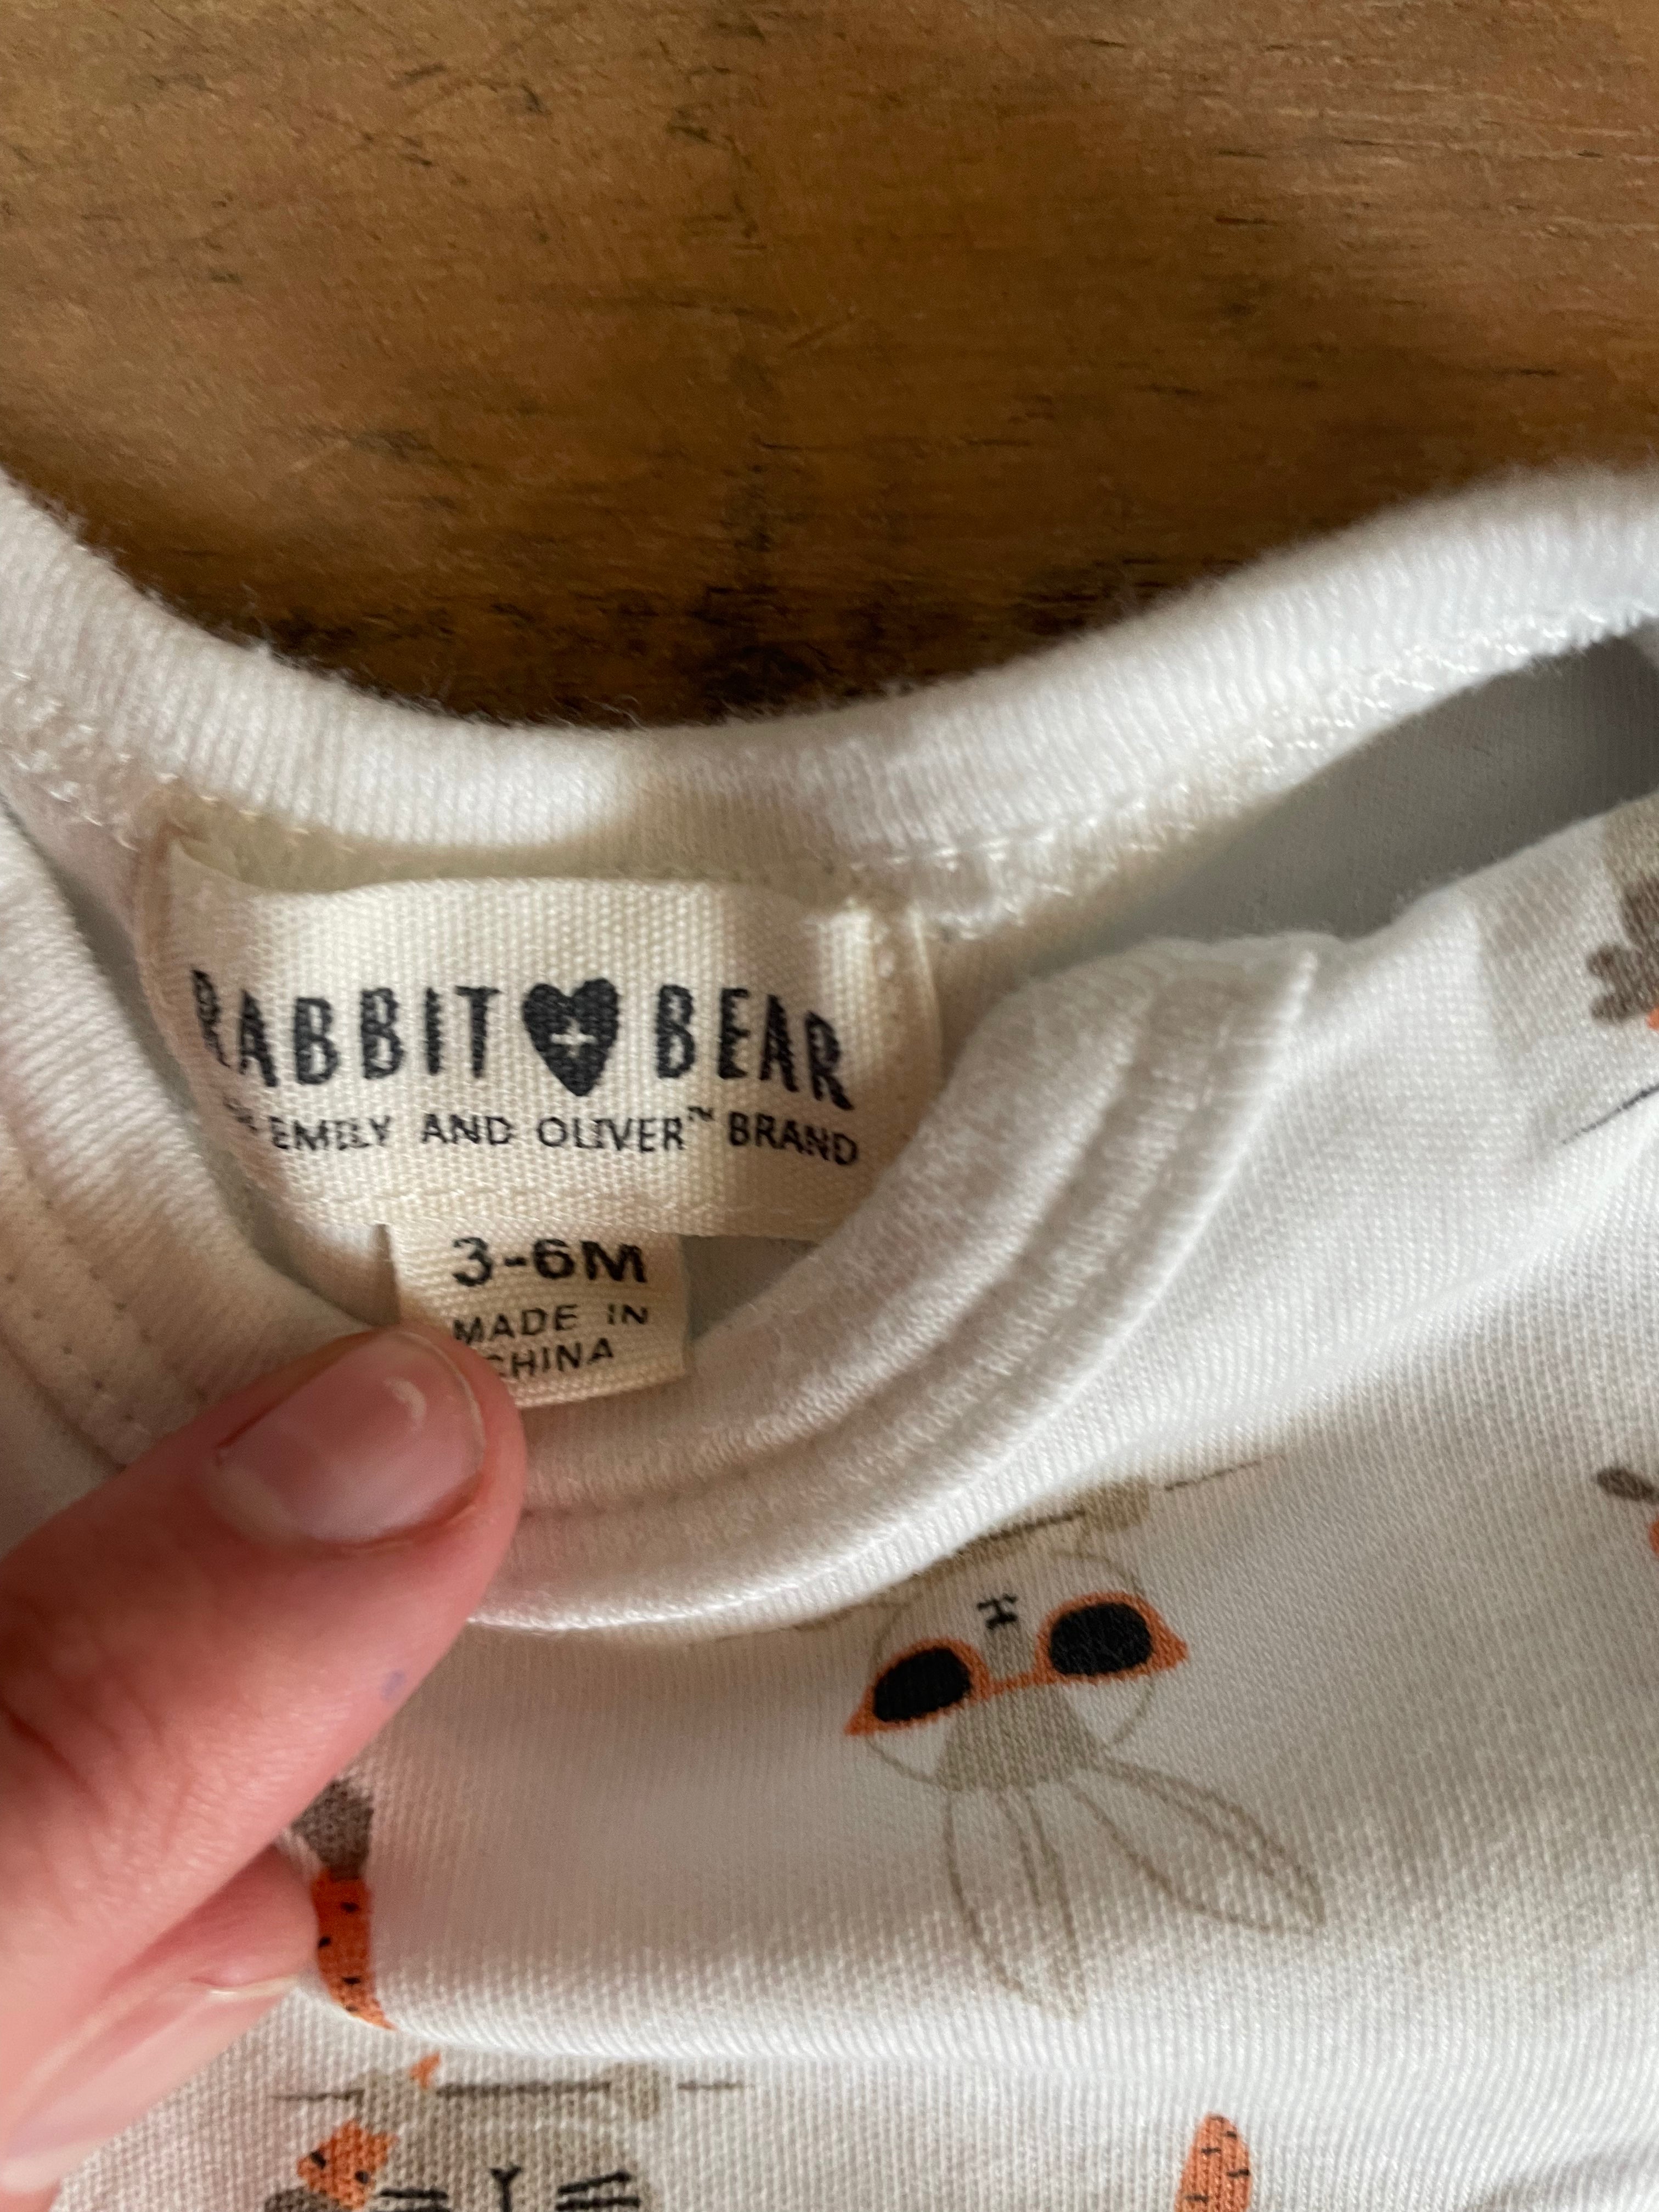 RABBIT BEAR
EMILY AND OLIVER™ BRAND
3-6M
MADE IN
CHINA